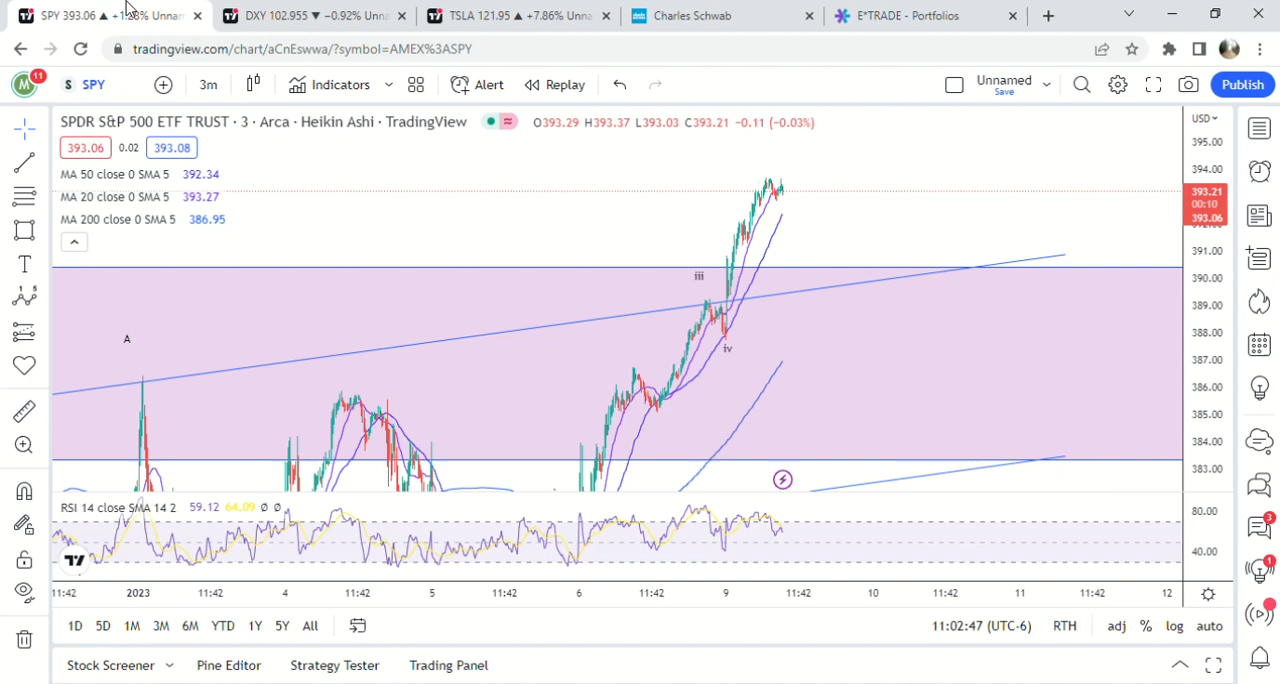 SPY 393.06 ▲ +1.58% Unnam
DXY 102.955 ▼ −0.92% Unna
TSLA 121.95 ▲ +7.86% Unna
Charles Schwab
E*TRADE - Portfolios
tradingview.com/chart/aCnEswwa/?symbol=AMEX%3ASPY
M
11
S
SPY
3m
Indicators
Alert
Replay
Unnamed
Save
Publish
SPDR S&P 500 ETF TRUST · 3 · Arca · Heikin Ashi · TradingView
O393.29 H393.37 L393.03 C393.21 −0.11 (−0.03%)
USD
393.06
0.02
393.08
MA 50 close 0 SMA 5 392.34
MA 20 close 0 SMA 5 393.27
MA 200 close 0 SMA 5 386.95
395.00
394.00
393.21
00:10
393.06
392.00
391.00
390.00
389.00
388.00
387.00
386.00
385.00
384.00
383.00
A
iii
iv
T
5
RSI 14 close SMA 14 2 59.12 64.09 Ø Ø
80.00
40.00
3
1
11:42 2023 11:42 4 11:42 5 11:42 6 11:42 9 11:42 10 11:42 11 11:42 12
1D 5D 1M 3M 6M YTD 1Y 5Y All
11:02:47 (UTC-6) RTH adj % log auto
Stock Screener Pine Editor Strategy Tester Trading Panel